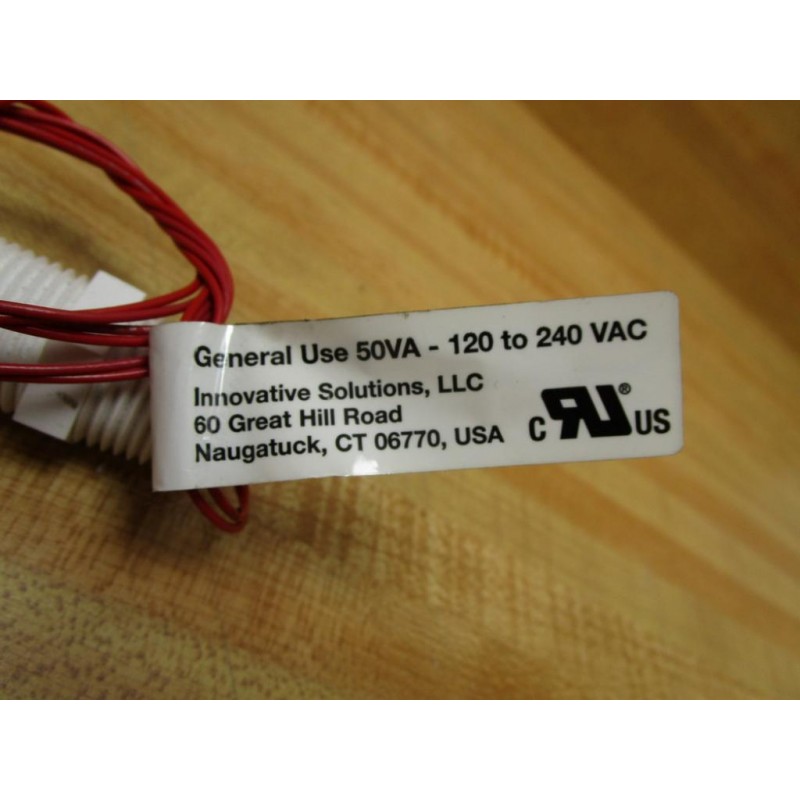 General Use 50VA - 120 to 240 VAC
Innovative Solutions, LLC
60 Great Hill Road
Naugatuck, CT 06770, USA
C RU® US